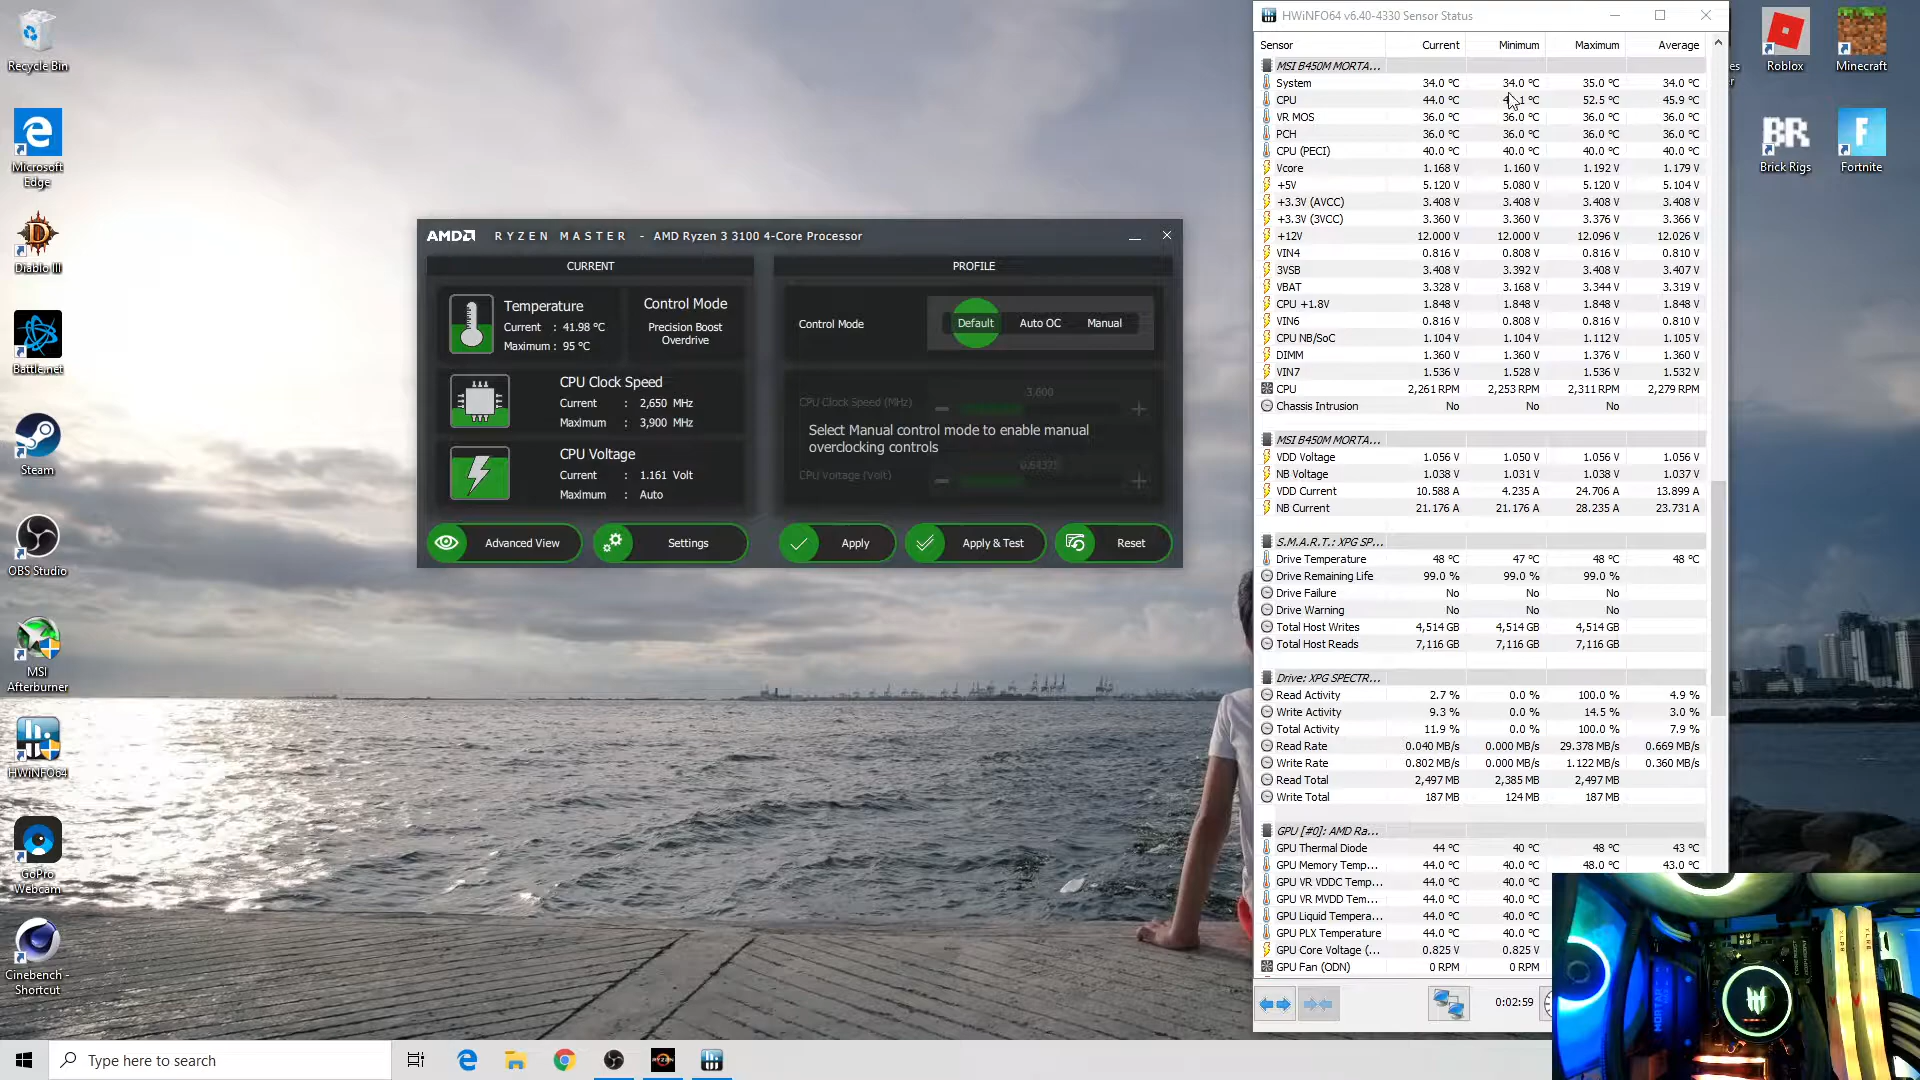 Recycle Bin
Microsoft
Edge
Diablo III
Battle.net
Steam
OBS Studio
MSI
Afterburner
HWiNFO64
GoPro
Webcam
Cinebench -
Shortcut
AMD RYZEN MASTER - AMD Ryzen 3 3100 4-Core Processor
CURRENT
Temperature
Current : 41.98 °C
Maximum : 95 °C
Control Mode
Precision Boost
Overdrive
CPU Clock Speed
Current : 2,650 MHz
Maximum : 3,900 MHz
CPU Voltage
Current : 1.161 Volt
Maximum : Auto
Advanced View
Settings
PROFILE
Control Mode
Default
Auto OC
Manual
3,600
CPU Clock Speed (MHz)
Select Manual control mode to enable manual
overclocking controls
CPU Voltage (Volt)
Apply
Apply & Test
Reset
HWiNFO64 v6.40-4330 Sensor Status
Sensor Current Minimum Maximum Average
MSI B450M MORTA...
System 34.0 °C 34.0 °C 35.0 °C 34.0 °C
CPU 44.0 °C °C 52.5 °C 45.9 °C
VR MOS 36.0 °C 36.0 °C 36.0 °C 36.0 °C
PCH 36.0 °C 36.0 °C 36.0 °C 36.0 °C
CPU (PECI) 40.0 °C 40.0 °C 40.0 °C 40.0 °C
Vcore 1.168 V 1.160 V 1.192 V 1.179 V
+5V 5.120 V 5.080 V 5.120 V 5.104 V
+3.3V (AVCC) 3.408 V 3.408 V 3.408 V 3.408 V
+3.3V (3VCC) 3.360 V 3.360 V 3.376 V 3.366 V
+12V 12.000 V 12.000 V 12.096 V 12.026 V
VIN4 0.816 V 0.808 V 0.816 V 0.810 V
3VSB 3.408 V 3.392 V 3.408 V 3.407 V
VBAT 3.328 V 3.168 V 3.344 V 3.319 V
CPU +1.8V 1.848 V 1.848 V 1.848 V 1.848 V
VIN6 0.816 V 0.808 V 0.816 V 0.810 V
CPU NB/SoC 1.104 V 1.104 V 1.112 V 1.105 V
DIMM 1.360 V 1.360 V 1.376 V 1.360 V
VIN7 1.536 V 1.528 V 1.536 V 1.532 V
CPU 2,261 RPM 2,253 RPM 2,311 RPM 2,279 RPM
Chassis Intrusion No No No
MSI B450M MORTA...
VDD Voltage 1.056 V 1.050 V 1.056 V 1.056 V
NB Voltage 1.038 V 1.031 V 1.038 V 1.037 V
VDD Current 10.588 A 4.235 A 24.706 A 13.899 A
NB Current 21.176 A 21.176 A 28.235 A 23.731 A
S.M.A.R.T.: XPG SP...
Drive Temperature 48 °C 47 °C 48 °C 48 °C
Drive Remaining Life 99.0 % 99.0 % 99.0 %
Drive Failure No No No
Drive Warning No No No
Total Host Writes 4,514 GB 4,514 GB 4,514 GB
Total Host Reads 7,116 GB 7,116 GB 7,116 GB
Drive: XPG SPECTR...
Read Activity 2.7 % 0.0 % 100.0 % 4.9 %
Write Activity 9.3 % 0.0 % 14.5 % 3.0 %
Total Activity 11.9 % 0.0 % 100.0 % 7.9 %
Read Rate 0.040 MB/s 0.000 MB/s 29.378 MB/s 0.669 MB/s
Write Rate 0.802 MB/s 0.000 MB/s 1.122 MB/s 0.360 MB/s
Read Total 2,497 MB 2,385 MB 2,497 MB
Write Total 187 MB 124 MB 187 MB
GPU [#0]: AMD Ra...
GPU Thermal Diode 44 °C 40 °C 48 °C 43 °C
GPU Memory Temp... 44.0 °C 40.0 °C 48.0 °C 43.0 °C
GPU VR VDDC Temp... 44.0 °C 40.0 °C
GPU VR MVDD Tem... 44.0 °C 40.0 °C
GPU Liquid Tempera... 44.0 °C 40.0 °C
GPU PLX Temperature 44.0 °C 40.0 °C
GPU Core Voltage (... 0.825 V 0.825 V
GPU Fan (ODN) 0 RPM 0 RPM
0:02:59
Roblox
Minecraft
BR
Brick Rigs
F
Fortnite
MORTAR
Type here to search
RYZEN